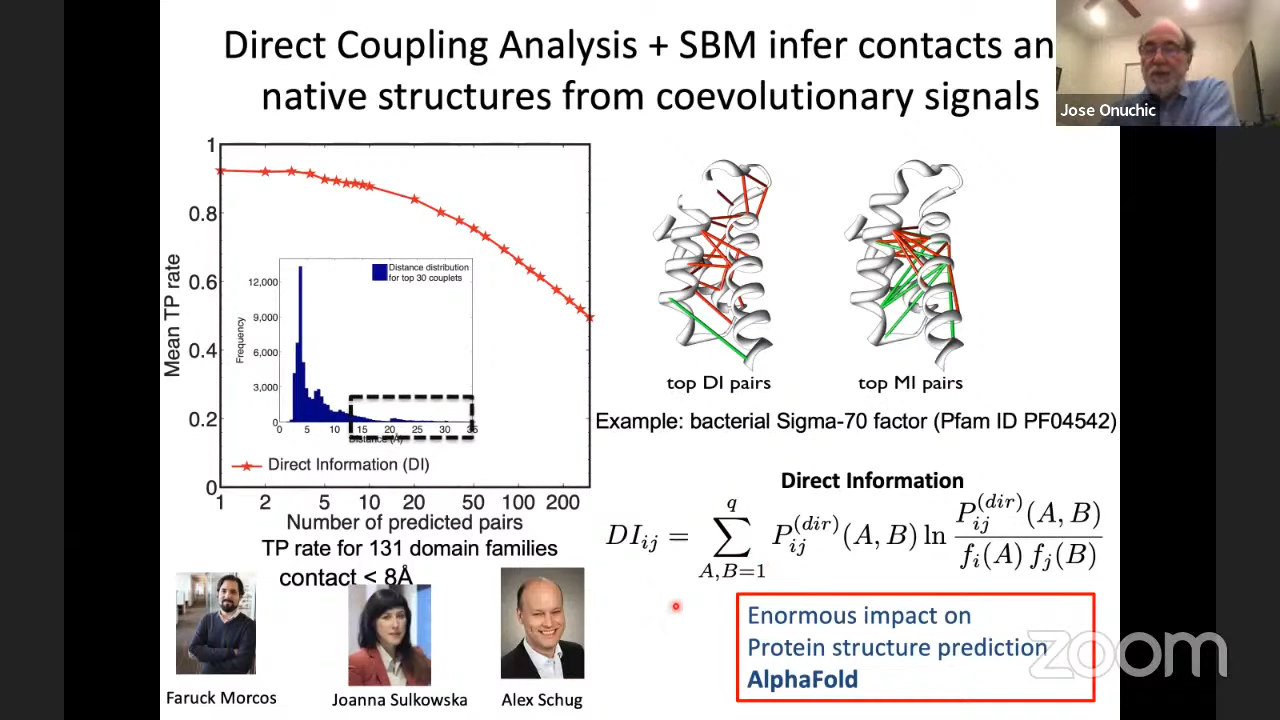 Direct Coupling Analysis + SBM infer contacts an
native structures from coevolutionary signals
Jose Onuchic
Mean TP rate
1
0.8
0.6
0.4
0.2
0
1 2 5 10 20 50 100 200
Number of predicted pairs
Direct Information (DI)
Distance distribution
for top 30 couplets
Frequency
12,000
9,000
6,000
3,000
0
0 5 10 15 20 25 30 35
Distance (Å)
TP rate for 131 domain families
contact < 8Å
top DI pairs
top MI pairs
Example: bacterial Sigma-70 factor (Pfam ID PF04542)
Direct Information
DI_{ij} = \sum_{A,B=1}^{q} P_{ij}^{(dir)}(A, B) \ln \frac{P_{ij}^{(dir)}(A, B)}{f_i(A) f_j(B)}
Enormous impact on
Protein structure prediction
AlphaFold
zoom
Faruck Morcos
Joanna Sulkowska
Alex Schug